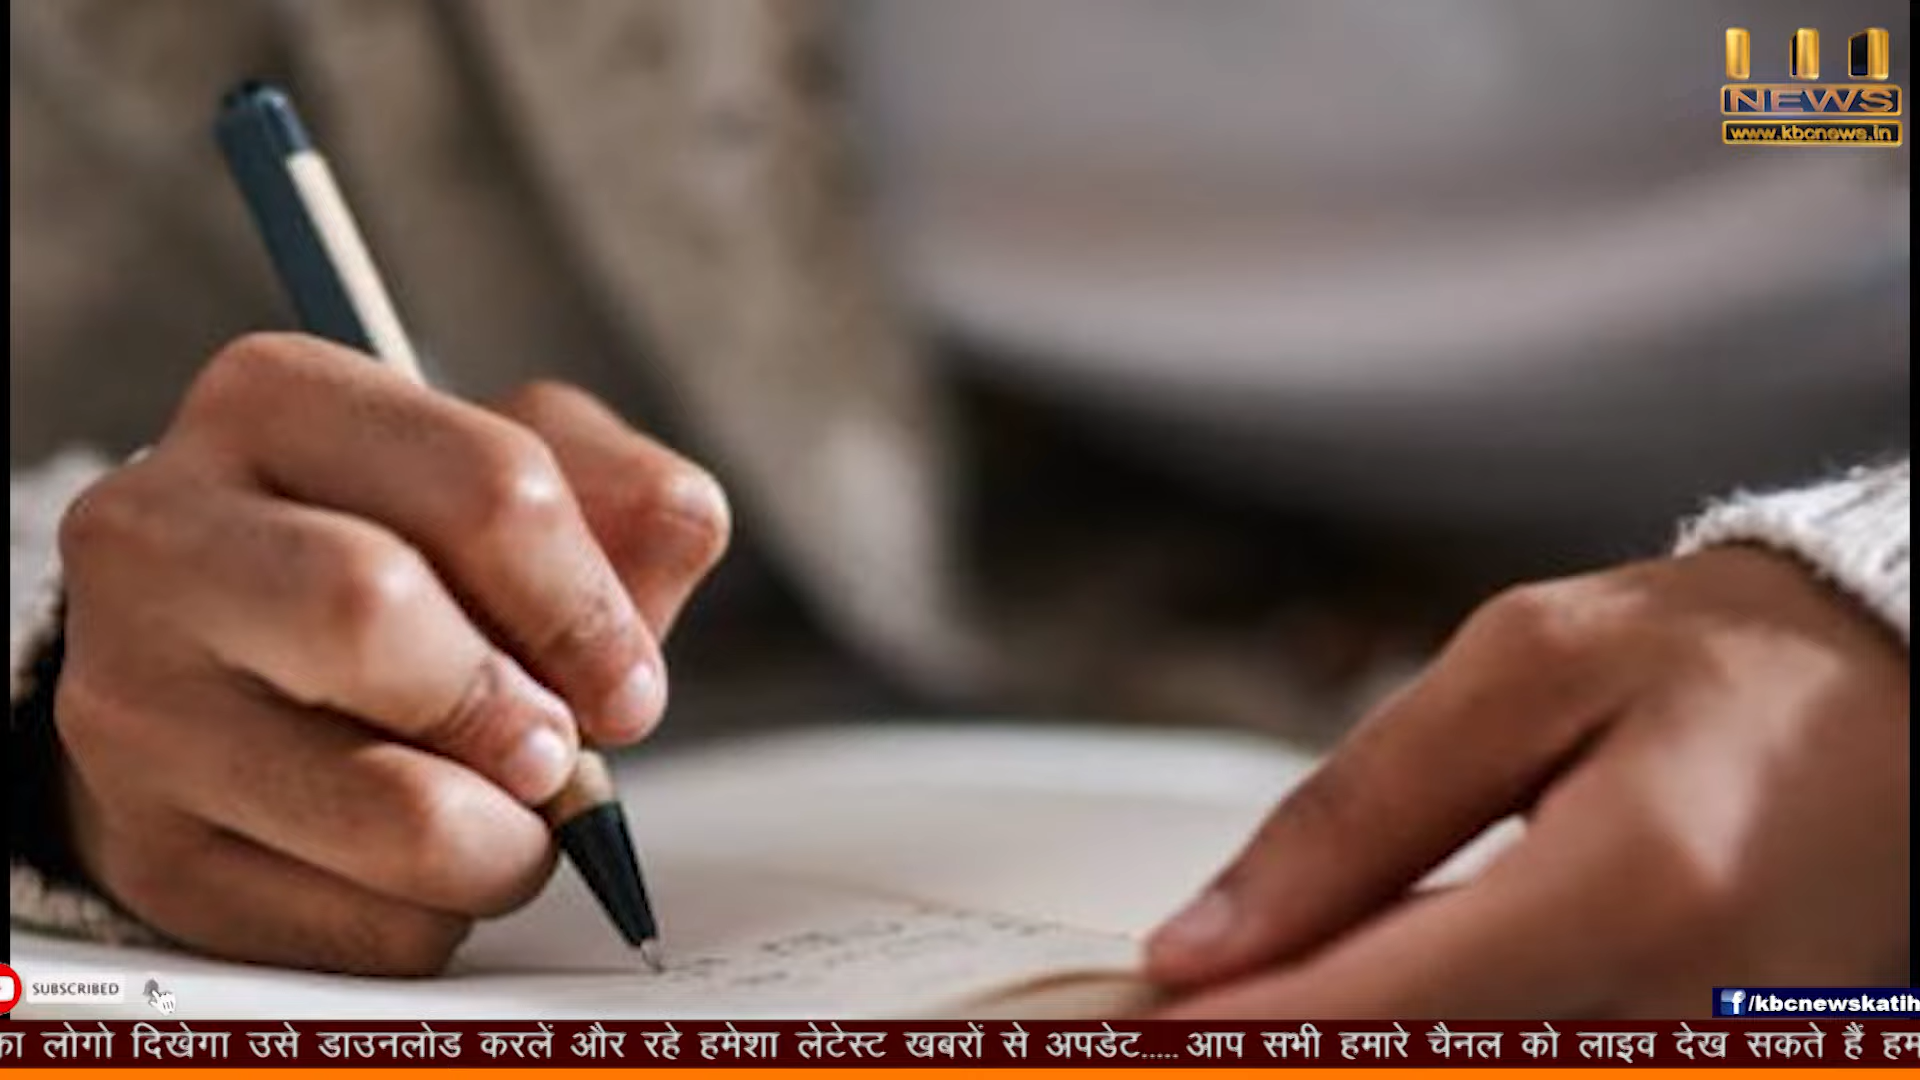 NEWS
www.kbcnews.in
SUBSCRIBED
/kbcnewskatih
का लोगो दिखेगा उसे डाउनलोड करलें और रहे हमेशा लेटेस्ट खबरों से अपडेट..... आप सभी हमारे चैनल को लाइव देख सकते हैं हम